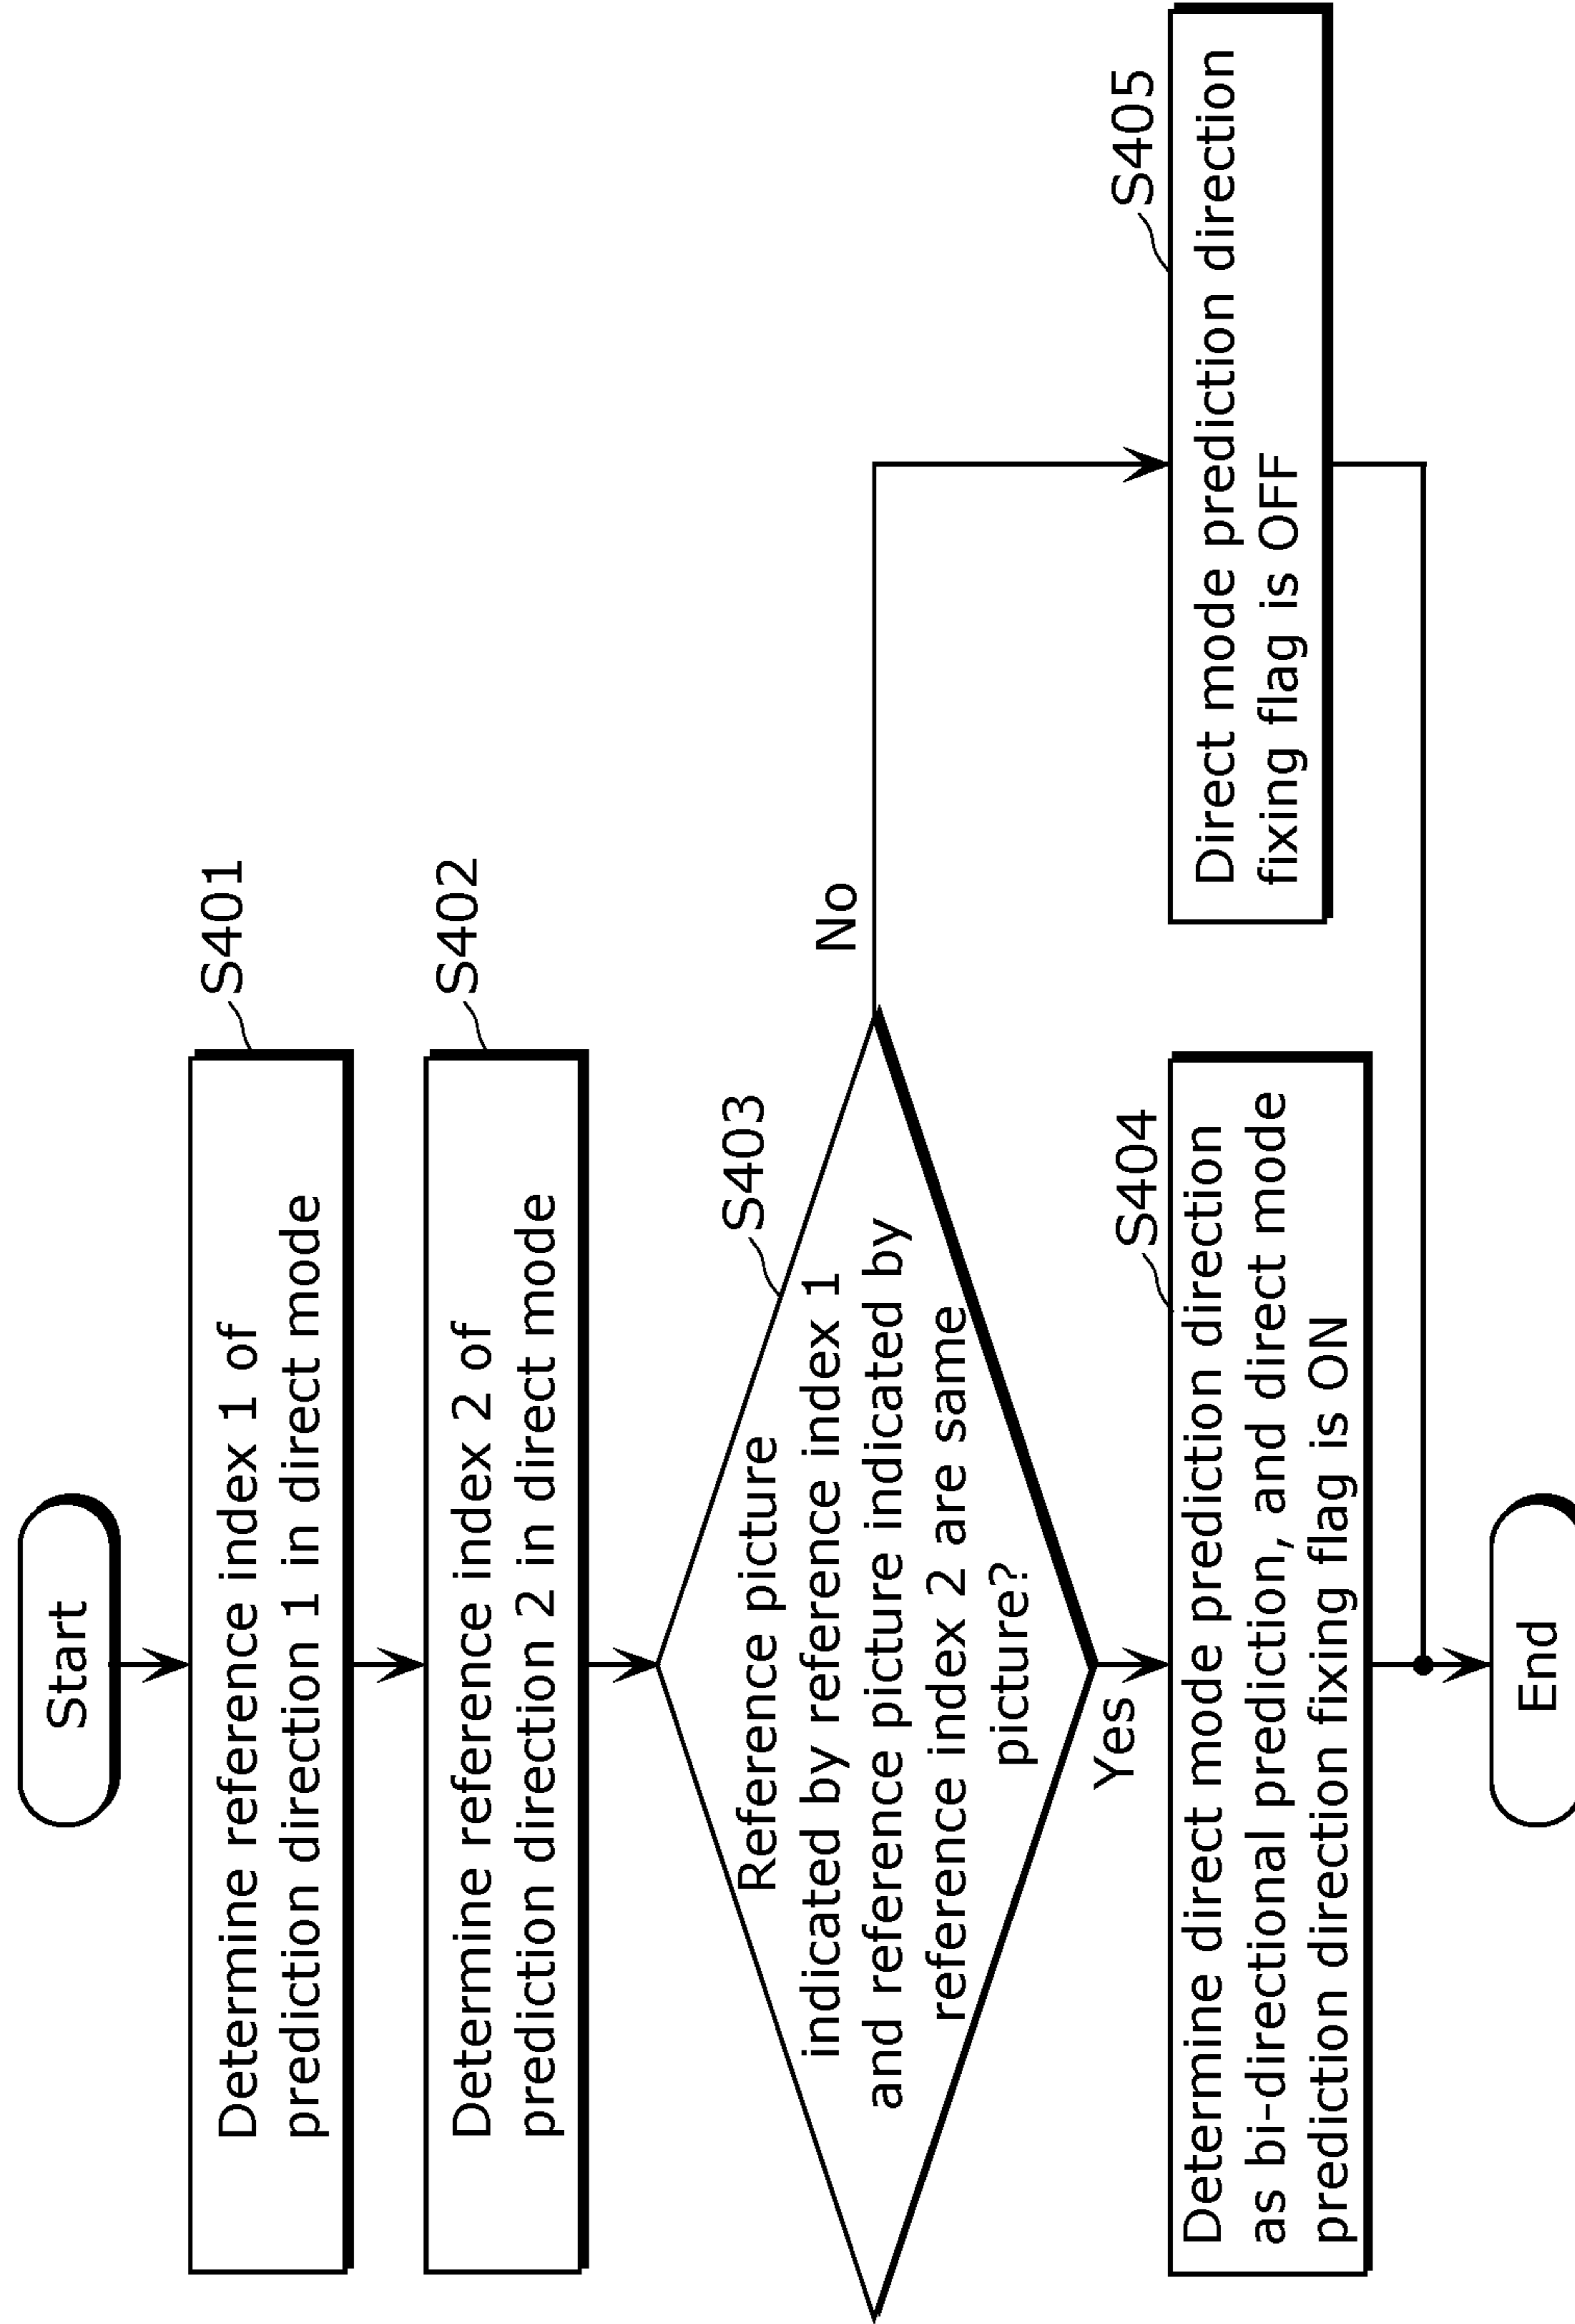 Start
S401
Determine reference index 1 of
prediction direction 1 in direct mode
S402
Determine reference index 2 of
prediction direction 2 in direct mode
S403
Reference picture
indicated by reference index 1
and reference picture indicated by
reference index 2 are same
picture?
No
Yes
S404
Determine direct mode prediction direction
as bi-directional prediction, and direct mode
prediction direction fixing flag is ON
S405
Direct mode prediction direction
fixing flag is OFF
End